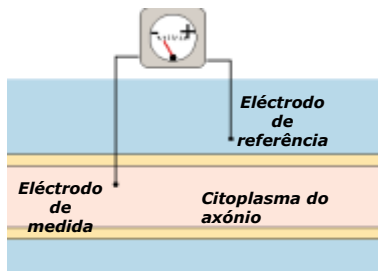 - +
Eléctrodo
de
referência
Eléctrodo
de
medida
Citoplasma do
axónio